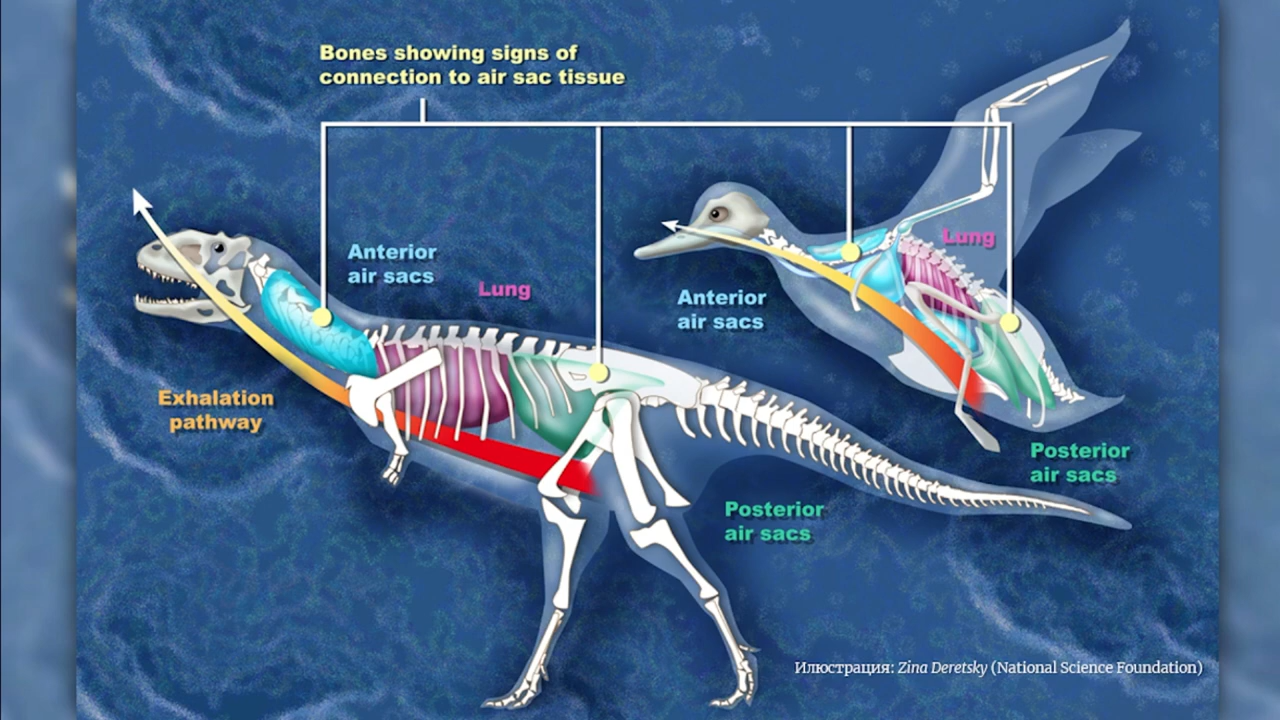 Bones showing signs of
connection to air sac tissue
Anterior
air sacs
Lung
Exhalation
pathway
Posterior
air sacs
Lung
Anterior
air sacs
Posterior
air sacs
Илюстрация: Zina Deretsky (National Science Foundation)